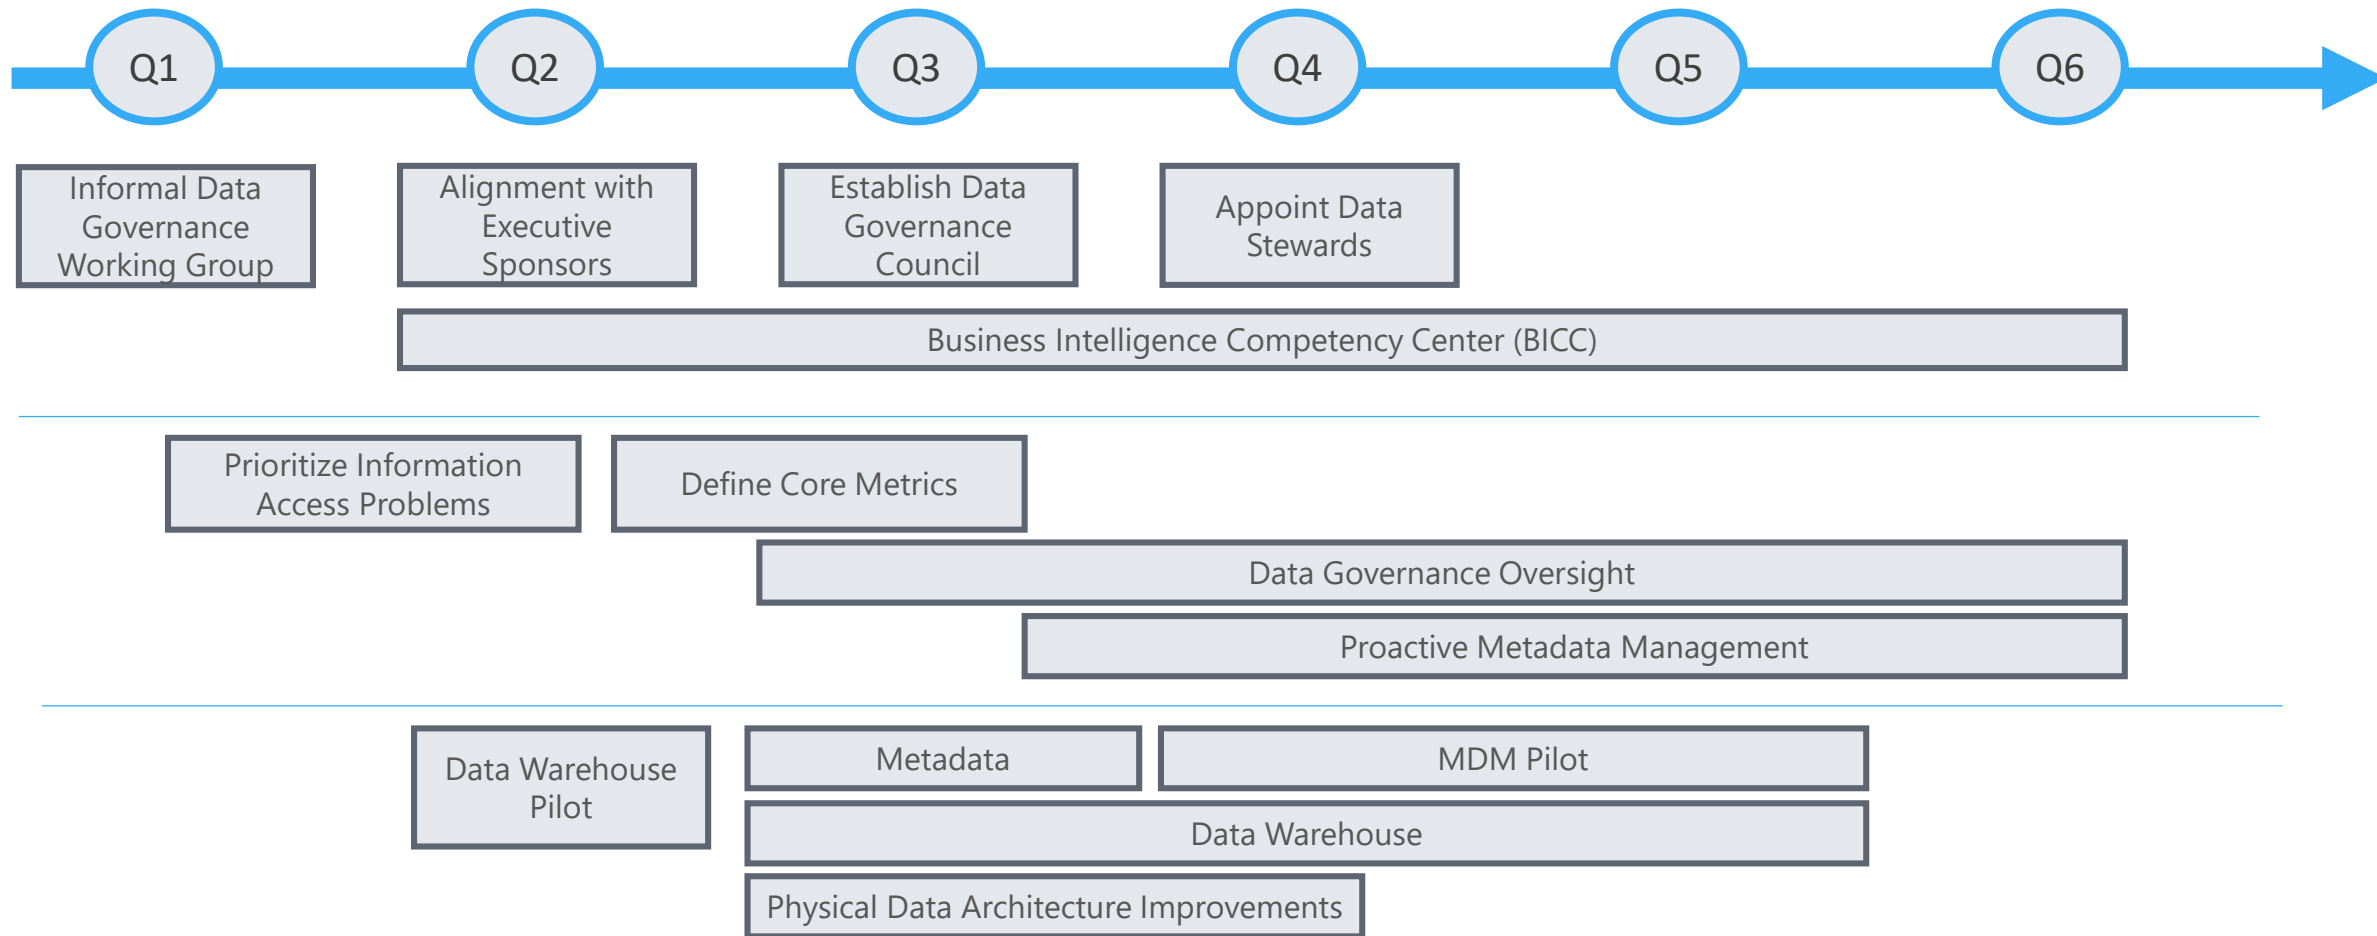 Q1
Q2
Q3
Q4
Q5
Q6
Informal Data
Governance
Working Group
Alignment with
Executive
Sponsors
Establish Data
Governance
Council
Appoint Data
Stewards
Business Intelligence Competency Center (BICC)
Prioritize Information
Access Problems
Define Core Metrics
Data Governance Oversight
Proactive Metadata Management
Data Warehouse
Pilot
Metadata
MDM Pilot
Data Warehouse
Physical Data Architecture Improvements